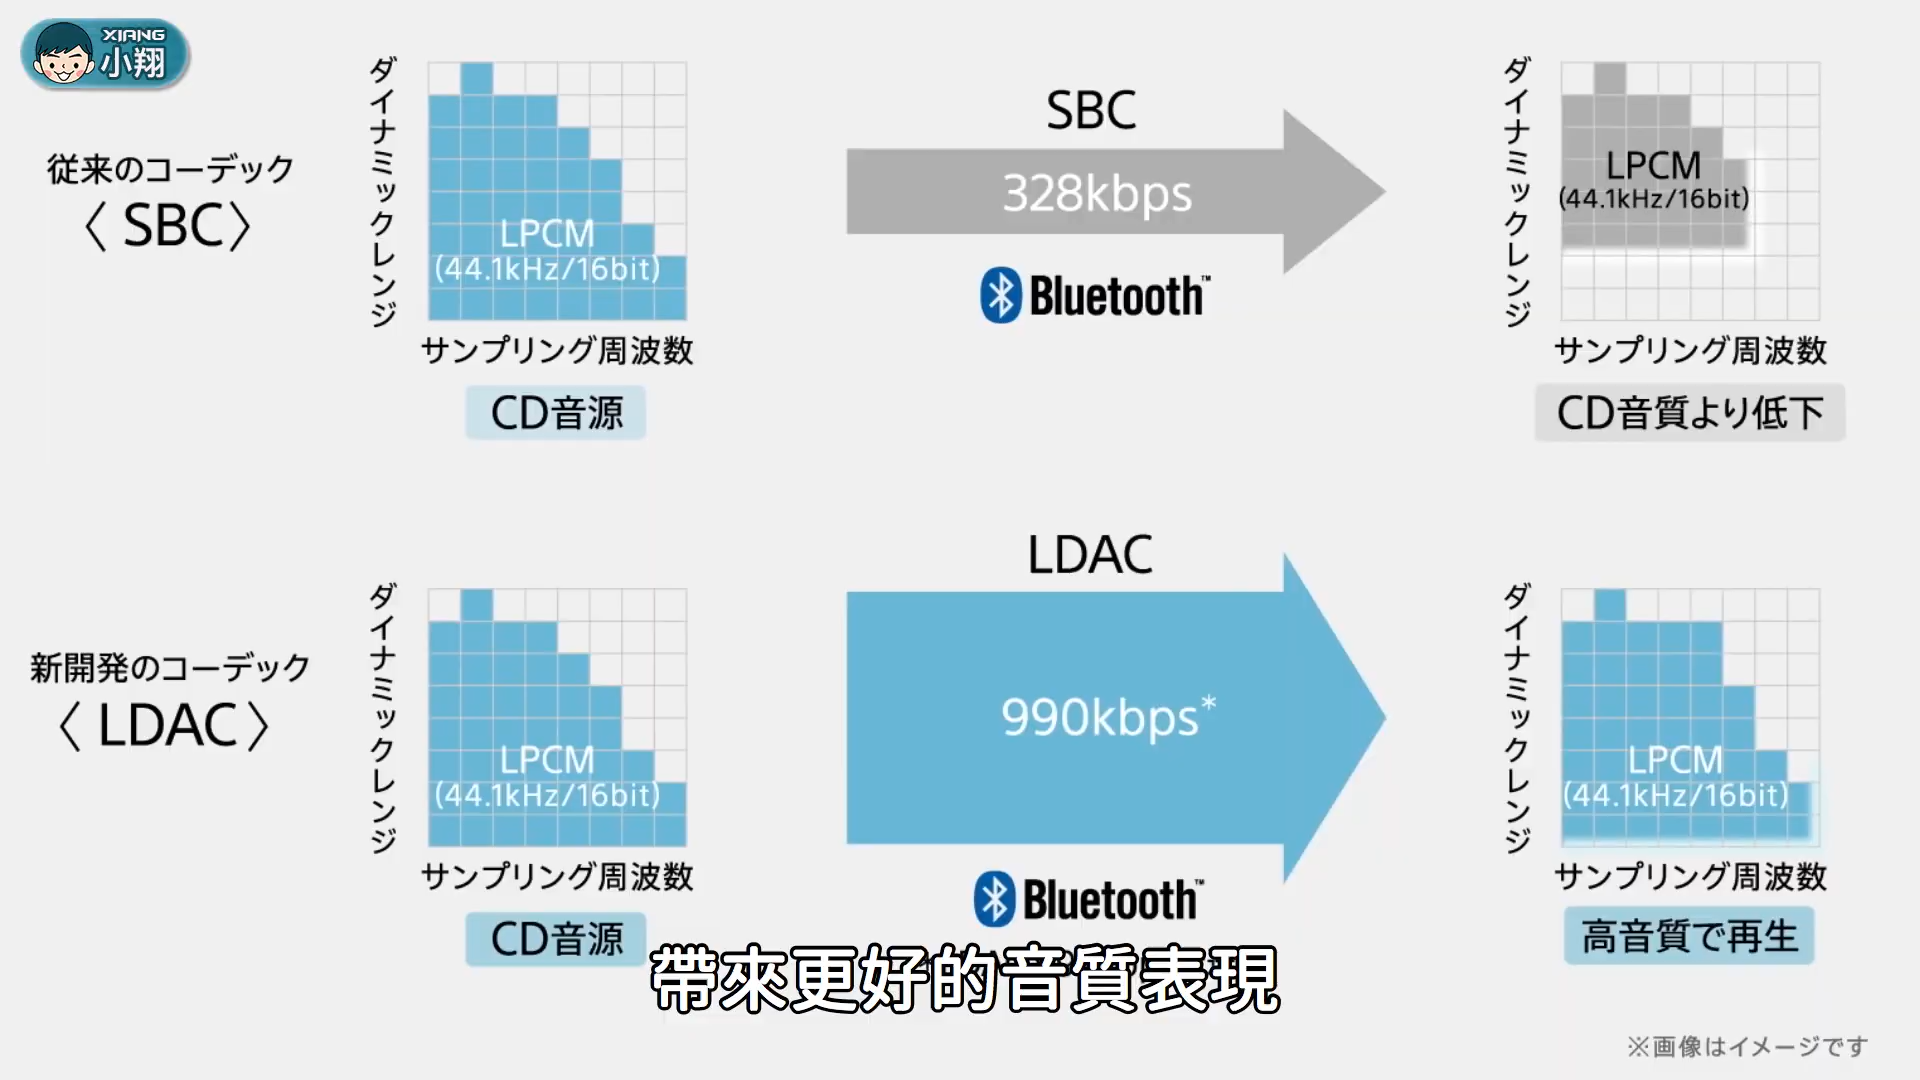 XIANG
小翔
従来のコーデック
〈 SBC〉
ダイナミックレンジ
LPCM
(44.1kHz/16bit)
サンプリング周波数
CD音源
SBC
328kbps
Bluetooth™
ダイナミックレンジ
LPCM
(44.1kHz/16bit)
サンプリング周波数
CD音質より低下
新開発のコーデック
〈 LDAC 〉
ダイナミックレンジ
LPCM
(44.1kHz/16bit)
サンプリング周波数
CD音源
LDAC
990kbps*
Bluetooth™
ダイナミックレンジ
LPCM
(44.1kHz/16bit)
サンプリング周波数
高音質で再生
帶來更好的音質表現
※画像はイメージです